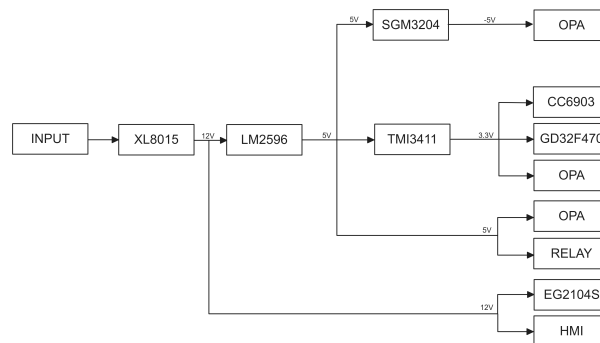 5V
SGM3204
-5V
OPA
CC6903
INPUT
XL8015
12V
LM2596
5V
TMI3411
3.3V
GD32F470
OPA
OPA
5V
RELAY
EG2104S
12V
HMI